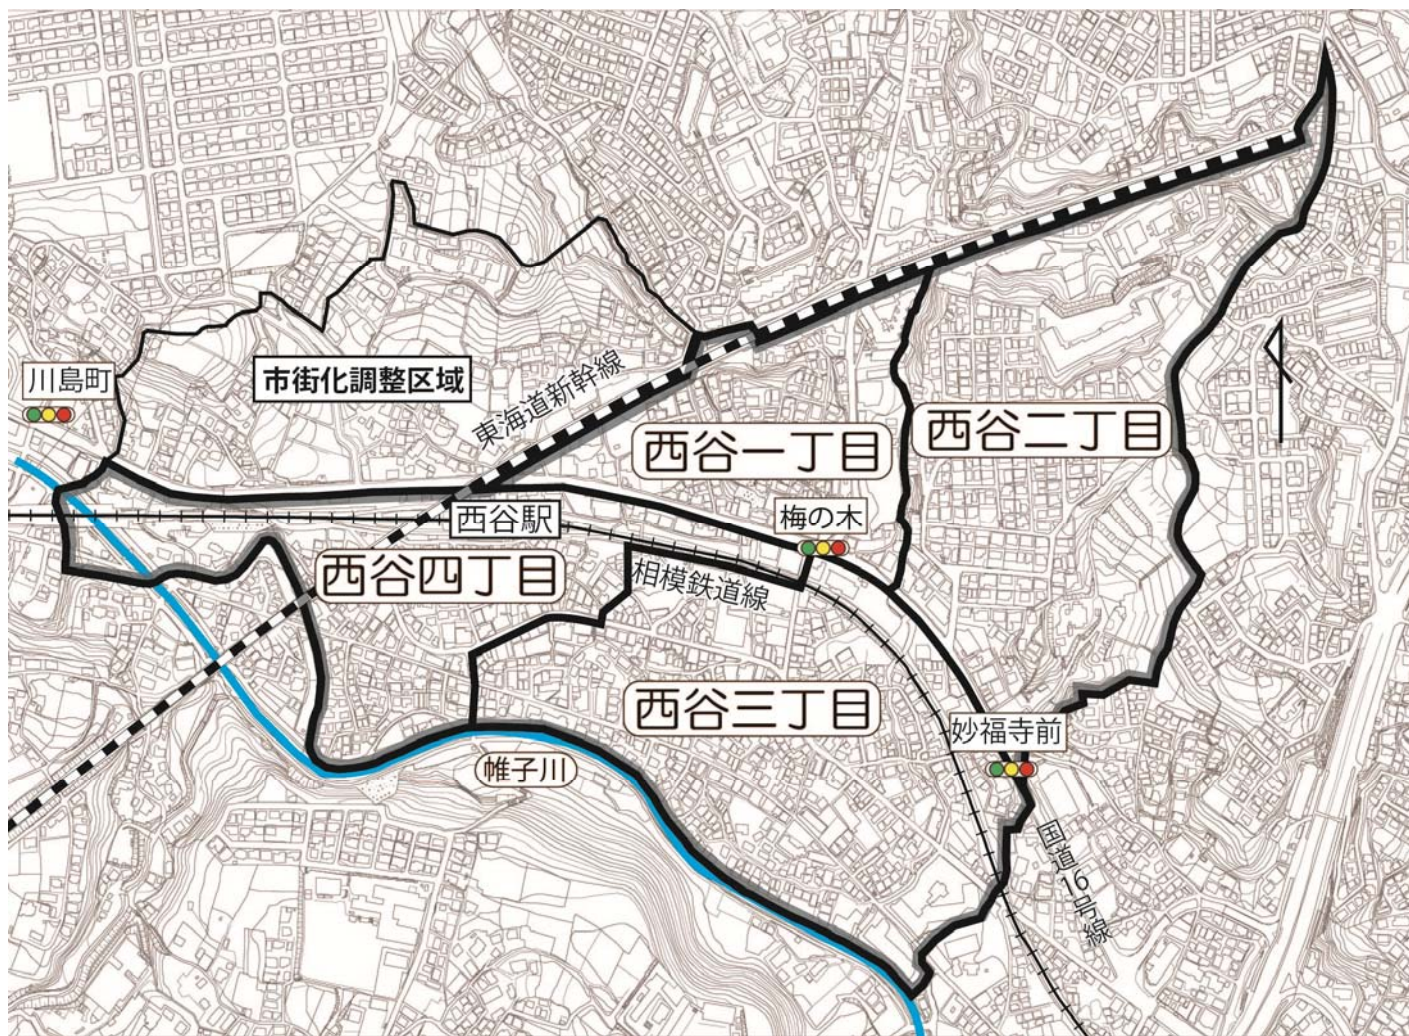 川島町
市街化調整区域
東海道新幹線
西谷一丁目
西谷二丁目
西谷駅
梅の木
西谷四丁目
相模鉄道線
西谷三丁目
妙福寺前
帷子川
国道16号線